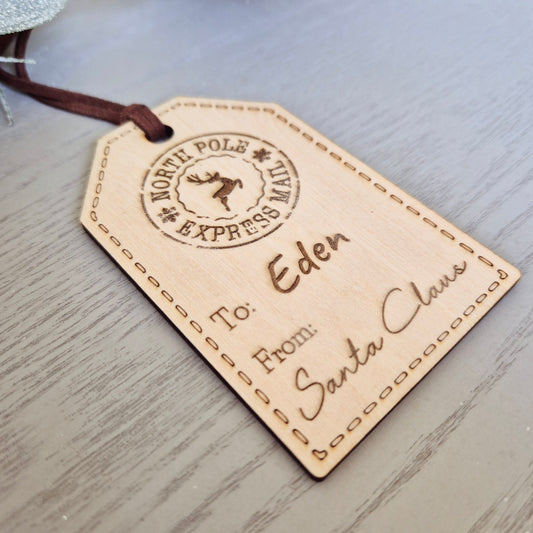 NORTH POLE
EXPRESS MAIL
To: Eden
From: Santa Claus